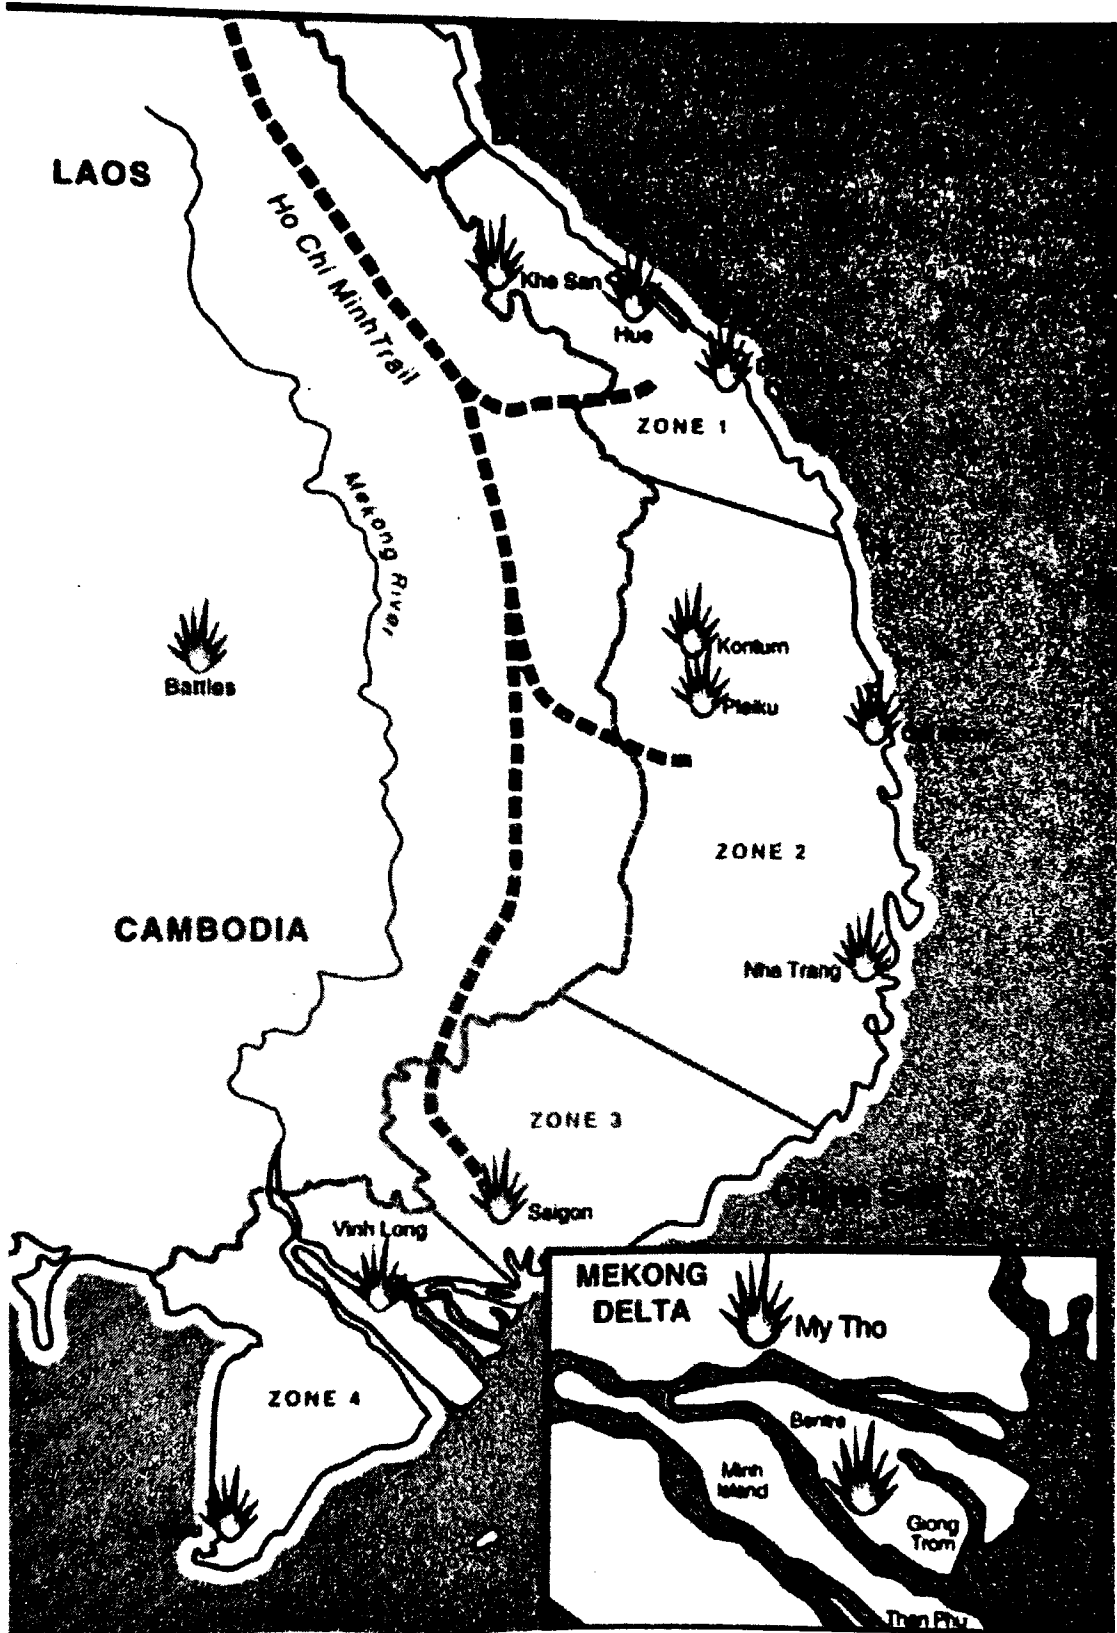 LAOS
Ho Chi Minh Trail
Khe San
Hue
ZONE 1
Mekong River
Battles
Kontum
Pleiku
ZONE 2
CAMBODIA
Nha Trang
ZONE 3
China Sea
Saigon
Vinh Long
ZONE 4
MEKONG
DELTA
My Tho
Bentre
Minh
Island
Giong
Trom
Than Phu